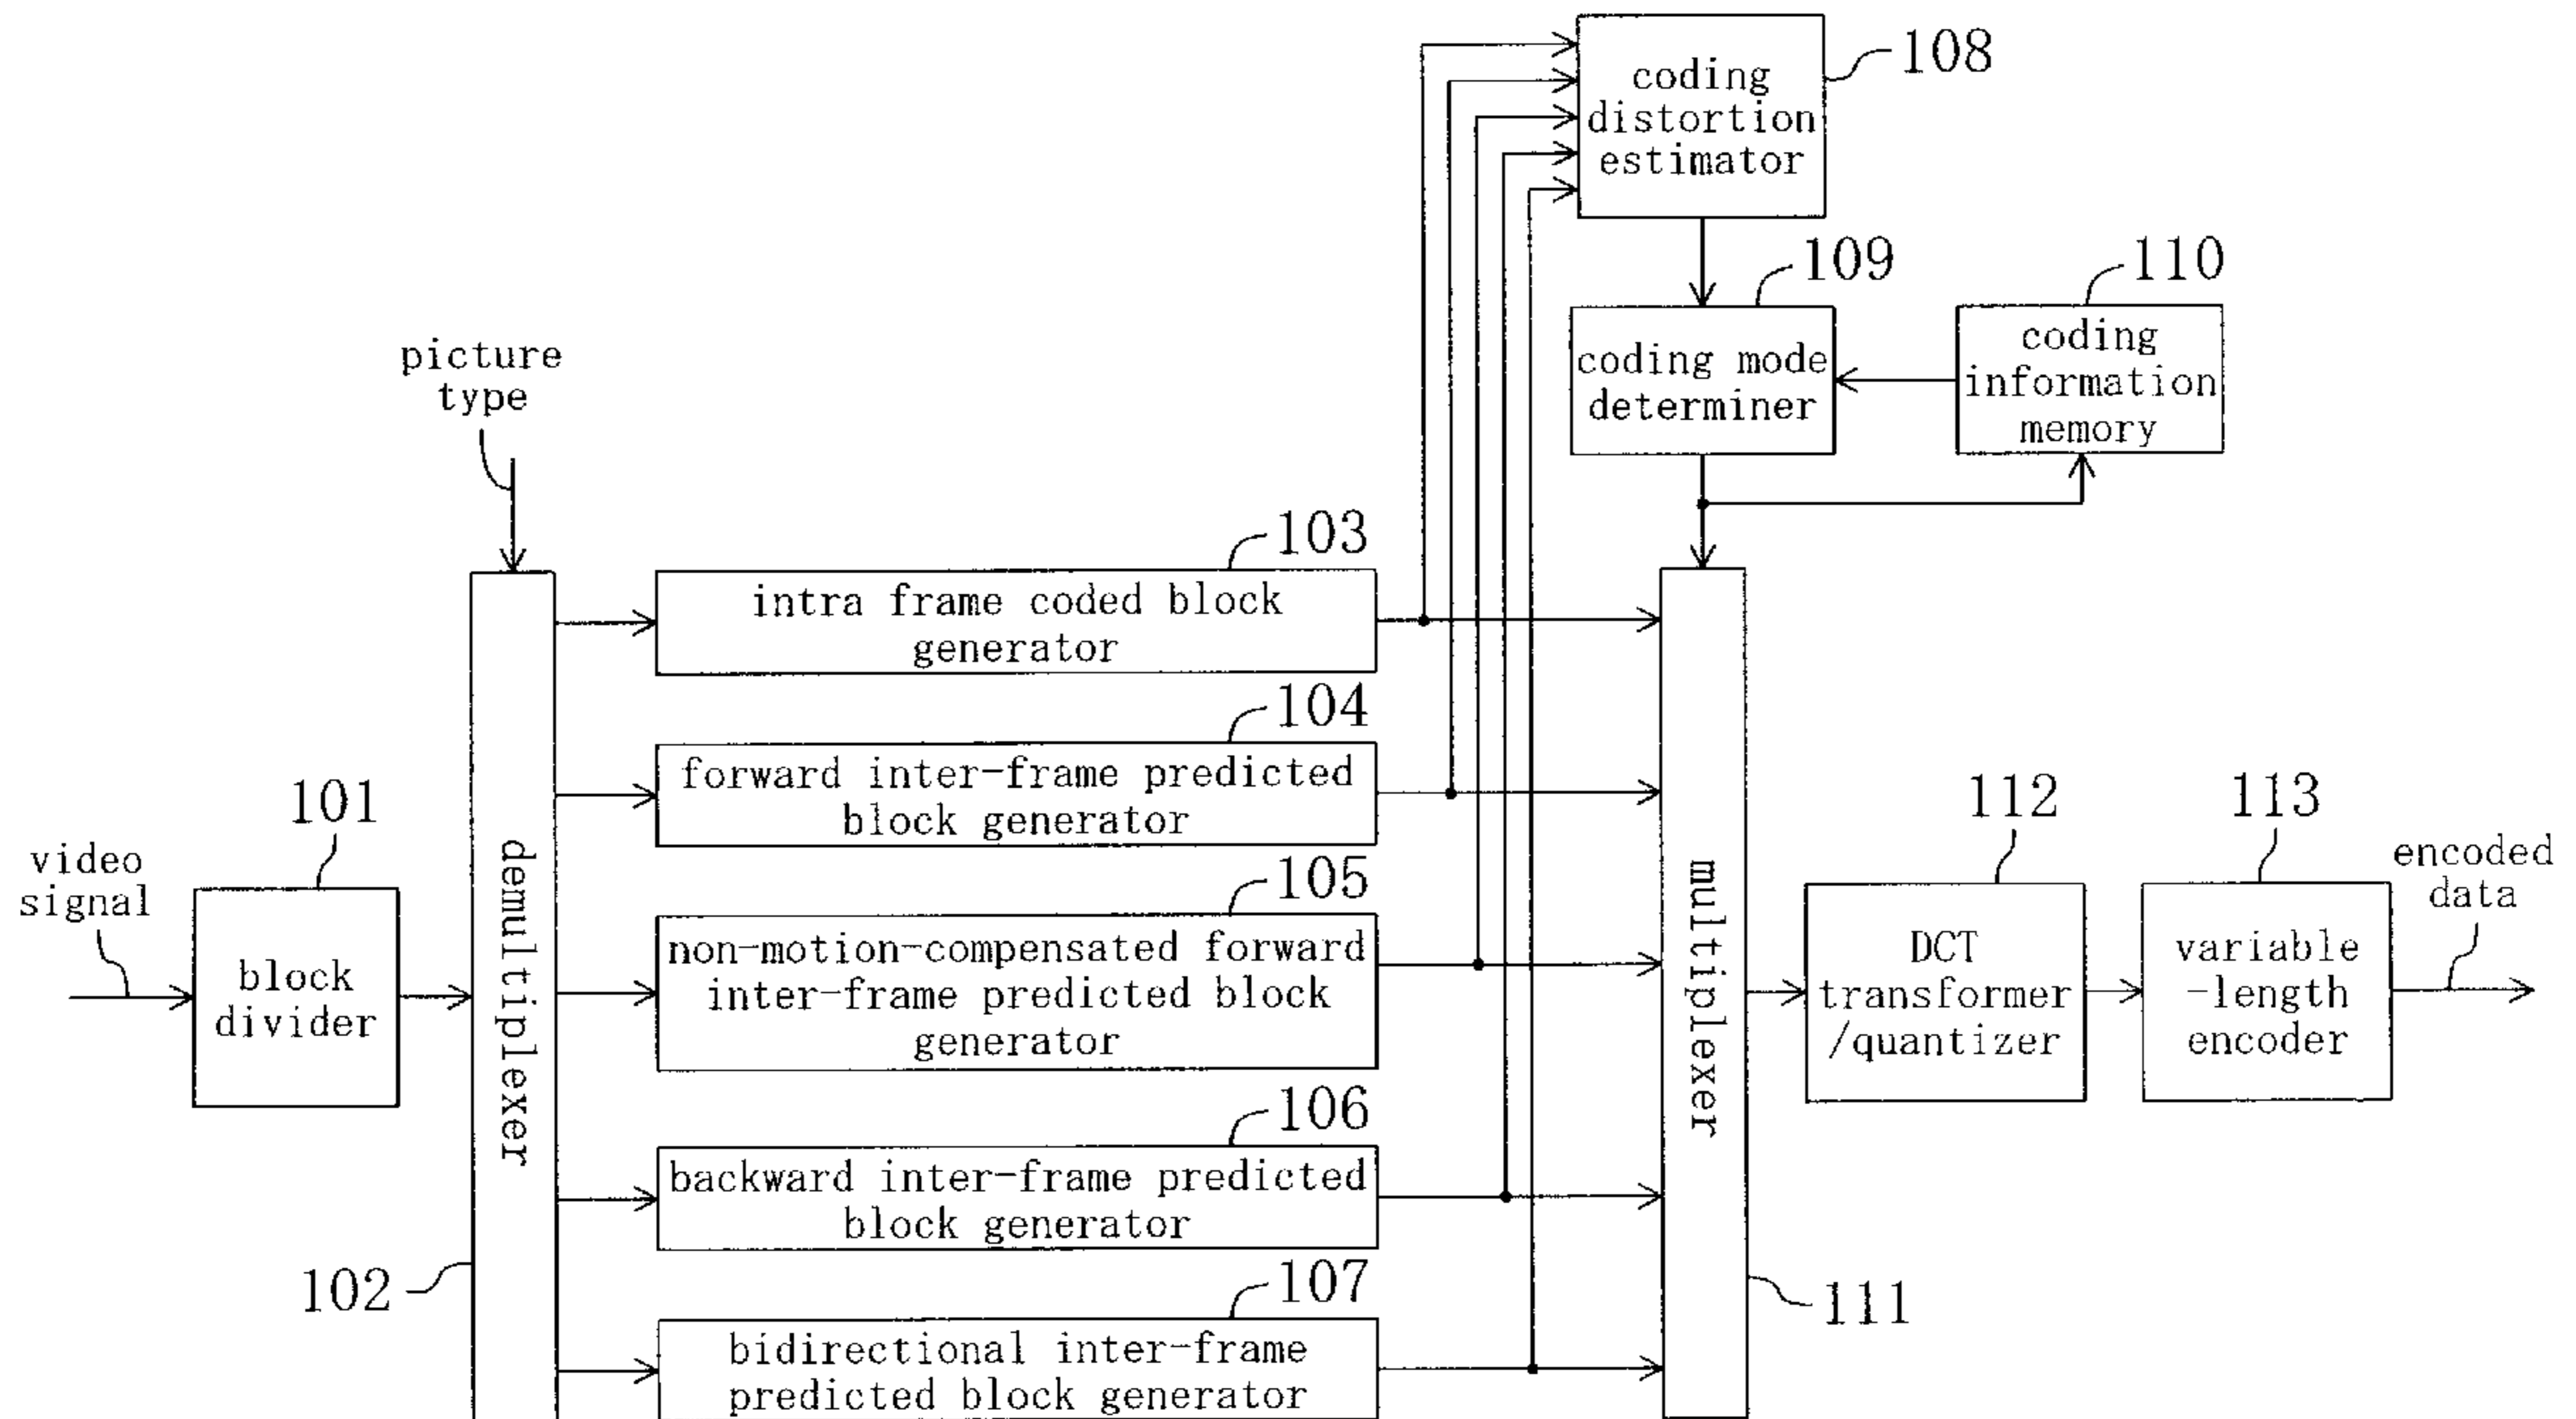 108
coding
distortion
estimator
109
110
coding mode
determiner
coding
information
memory
picture
type
103
intra frame coded block
generator
104
forward inter-frame predicted
block generator
101
112
113
video
signal
encoded
data
105
block
divider
demultiplexer
non-motion-compensated forward
inter-frame predicted block
generator
multiplexer
DCT
transformer
/quantizer
variable
-length
encoder
106
backward inter-frame predicted
block generator
102
107
111
bidirectional inter-frame
predicted block generator